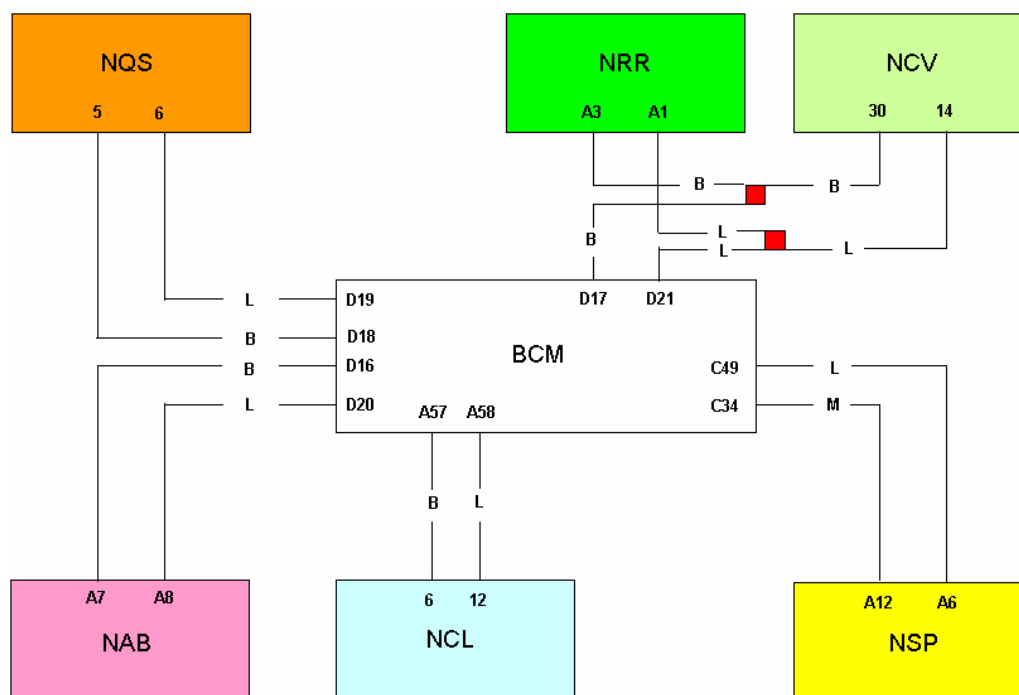 NQS
NRR
NCV
5 6
A3 A1
30 14
B B
L
B L L
L D19
D17 D21
B D18
BCM
B D16
C49 L
L D20
C34 M
A57 A58
B L
A7 A8
6 12
A12 A6
NAB
NCL
NSP